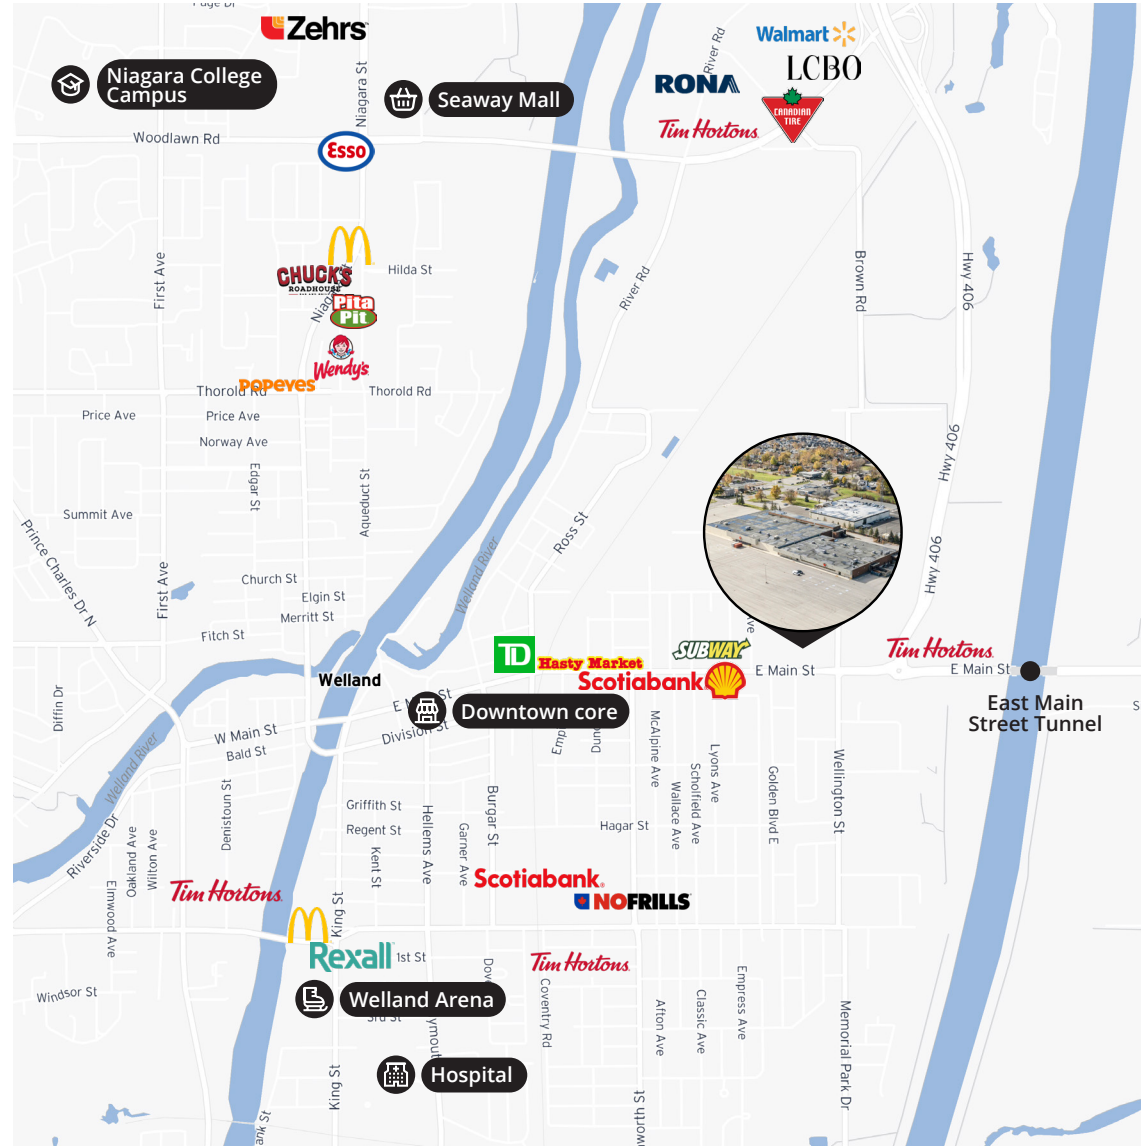 Page Dr
Zehrs
Niagara College
Campus
Niagara St
Seaway Mall
Woodlawn Rd
Esso
River Rd
Walmart
LCBO
RONA
CANADIAN
TIRE
Tim Hortons
First Ave
Hilda St
CHUCK'S
ROADHOUSE
Pita
Pit
Wendy's
POPEYES
Thorold Rd
Thorold Rd
River Rd
Brown Rd
Hwy 406
Price Ave
Price Ave
Norway Ave
Edgar St
Aqueduct St
Hwy 406
Summit Ave
Prince Charles Dr N
First Ave
Ross St
Hwy 406
Church St
Elgin St
Merritt St
Fitch St
Welland River
TD
Hasty Market
Scotiabank
SUBWAY
Ave
E Main St
Tim Hortons
E Main St
East Main
Street Tunnel
Welland
Downtown core
Division St
W Main St
Bald St
Diffin Dr
Welland River
McAlpine Ave
Wallace Ave
Scholfield Ave
Lyons Ave
Golden Blvd E
Wellington St
Riverside Dr
Oakland Ave
Wilton Ave
Elmwood Ave
Denistoun St
Griffith St
Regent St
Kent St
Hellems Ave
Garner Ave
Burgar St
Hagar St
Tim Hortons
King St
Scotiabank
NOFRILLS
Rexall
1st St
Tim Hortons
Windsor St
Welland Arena
3rd St
Coventry Rd
Afton Ave
Classic Ave
Empress Ave
Memorial Park Dr
Hospital
King St